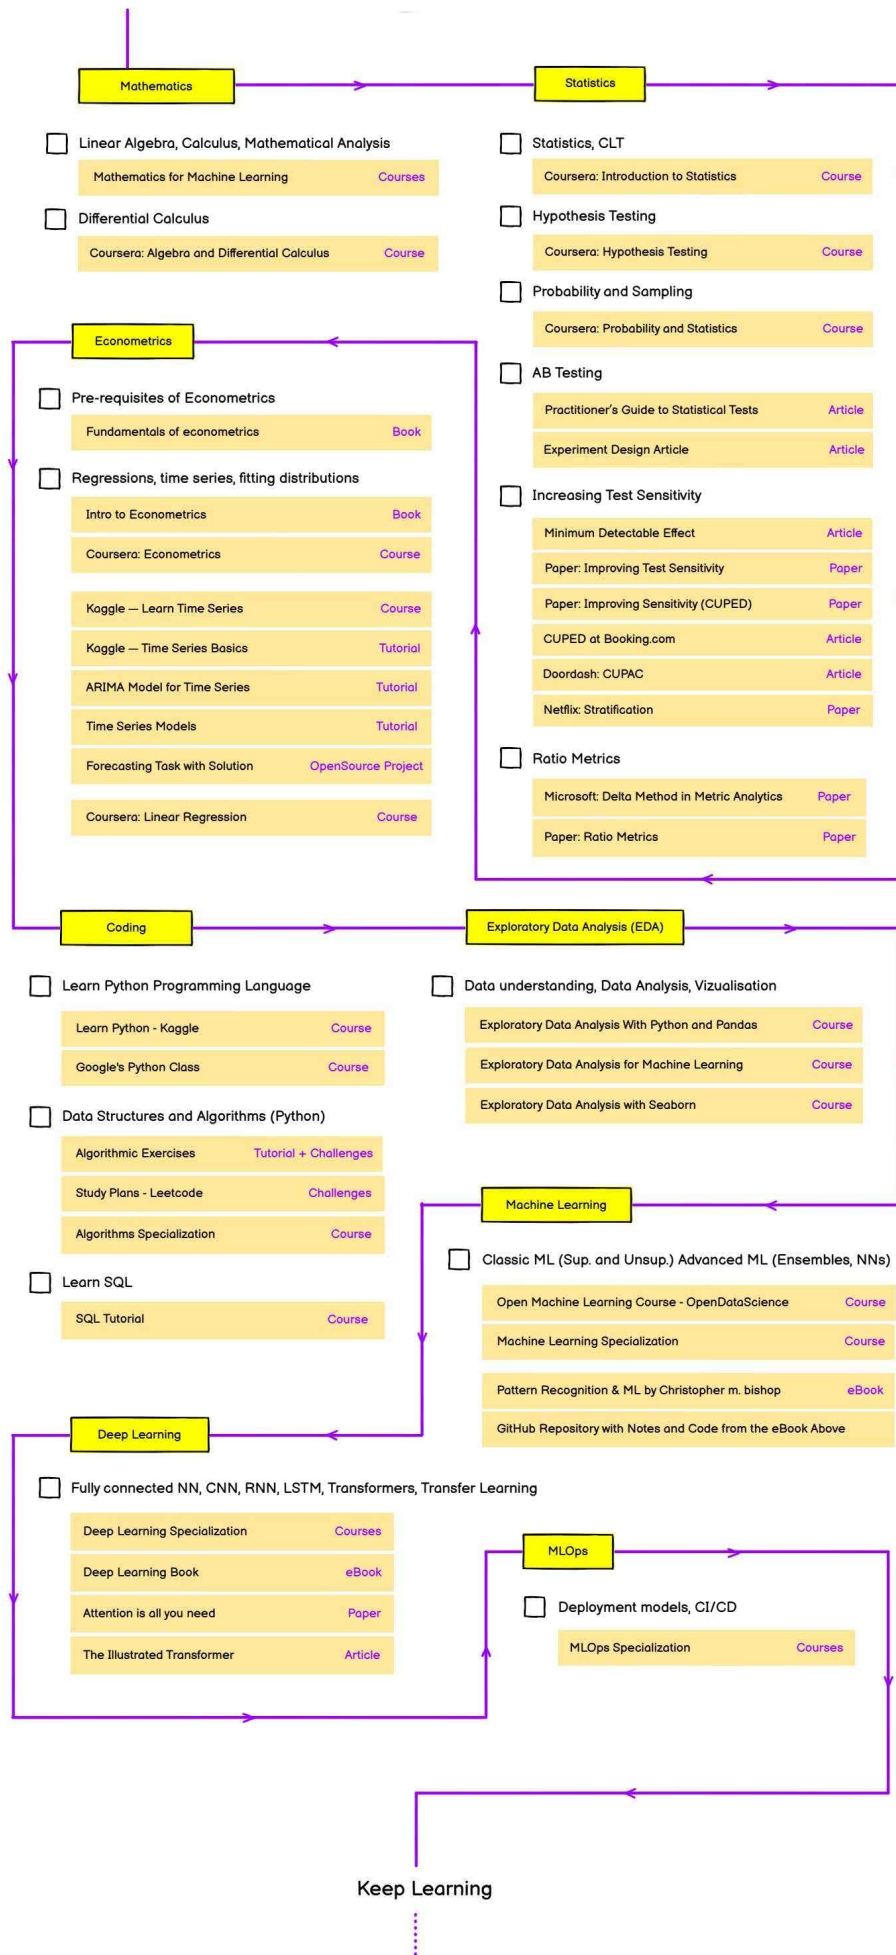 Mathematics
Linear Algebra, Calculus, Mathematical Analysis
Mathematics for Machine Learning Courses
Differential Calculus
Coursera: Algebra and Differential Calculus Course
Statistics
Statistics, CLT
Coursera: Introduction to Statistics Course
Hypothesis Testing
Coursera: Hypothesis Testing Course
Probability and Sampling
Coursera: Probability and Statistics Course
AB Testing
Practitioner's Guide to Statistical Tests Article
Experiment Design Article Article
Increasing Test Sensitivity
Minimum Detectable Effect Article
Paper: Improving Test Sensitivity Paper
Paper: Improving Sensitivity (CUPED) Paper
CUPED at Booking.com Article
Doordash: CUPAC Article
Netflix: Stratification Paper
Ratio Metrics
Microsoft: Delta Method in Metric Analytics Paper
Paper: Ratio Metrics Paper
Econometrics
Pre-requisites of Econometrics
Fundamentals of econometrics Book
Regressions, time series, fitting distributions
Intro to Econometrics Book
Coursera: Econometrics Course
Kaggle — Learn Time Series Course
Kaggle — Time Series Basics Tutorial
ARIMA Model for Time Series Tutorial
Time Series Models Tutorial
Forecasting Task with Solution OpenSource Project
Coursera: Linear Regression Course
Coding
Learn Python Programming Language
Learn Python - Kaggle Course
Google's Python Class Course
Data Structures and Algorithms (Python)
Algorithmic Exercises Tutorial + Challenges
Study Plans - Leetcode Challenges
Algorithms Specialization Course
Learn SQL
SQL Tutorial Course
Exploratory Data Analysis (EDA)
Data understanding, Data Analysis, Vizualisation
Exploratory Data Analysis With Python and Pandas Course
Exploratory Data Analysis for Machine Learning Course
Exploratory Data Analysis with Seaborn Course
Machine Learning
Classic ML (Sup. and Unsup.) Advanced ML (Ensembles, NNs)
Open Machine Learning Course - OpenDataScience Course
Machine Learning Specialization Course
Pattern Recognition & ML by Christopher m. bishop eBook
GitHub Repository with Notes and Code from the eBook Above
Deep Learning
Fully connected NN, CNN, RNN, LSTM, Transformers, Transfer Learning
Deep Learning Specialization Courses
Deep Learning Book eBook
Attention is all you need Paper
The Illustrated Transformer Article
MLOps
Deployment models, CI/CD
MLOps Specialization Courses
Keep Learning